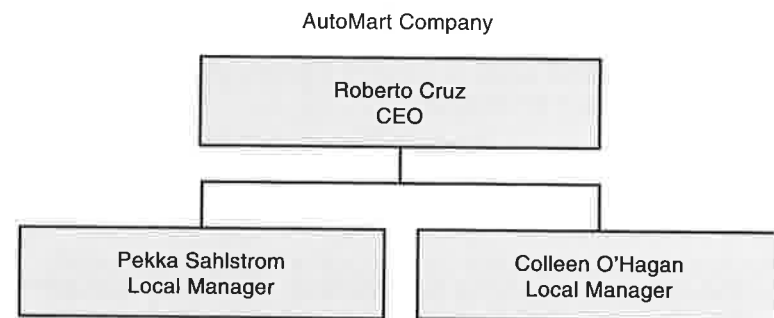 AutoMart Company
Roberto Cruz
CEO
Pekka Sahlstrom
Local Manager
Colleen O'Hagan
Local Manager